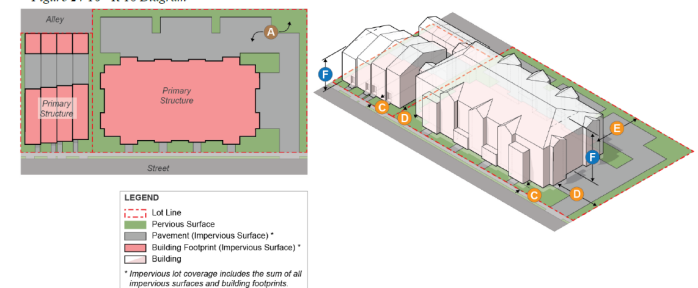 Alley
A
Primary
Structure
Primary
Structure
Street
F
C
D
E
F
C
D
LEGEND
Lot Line
Pervious Surface
Pavement (Impervious Surface) *
Building Footprint (Impervious Surface) *
Building
* Impervious lot coverage includes the sum of all
impervious surfaces and building footprints.